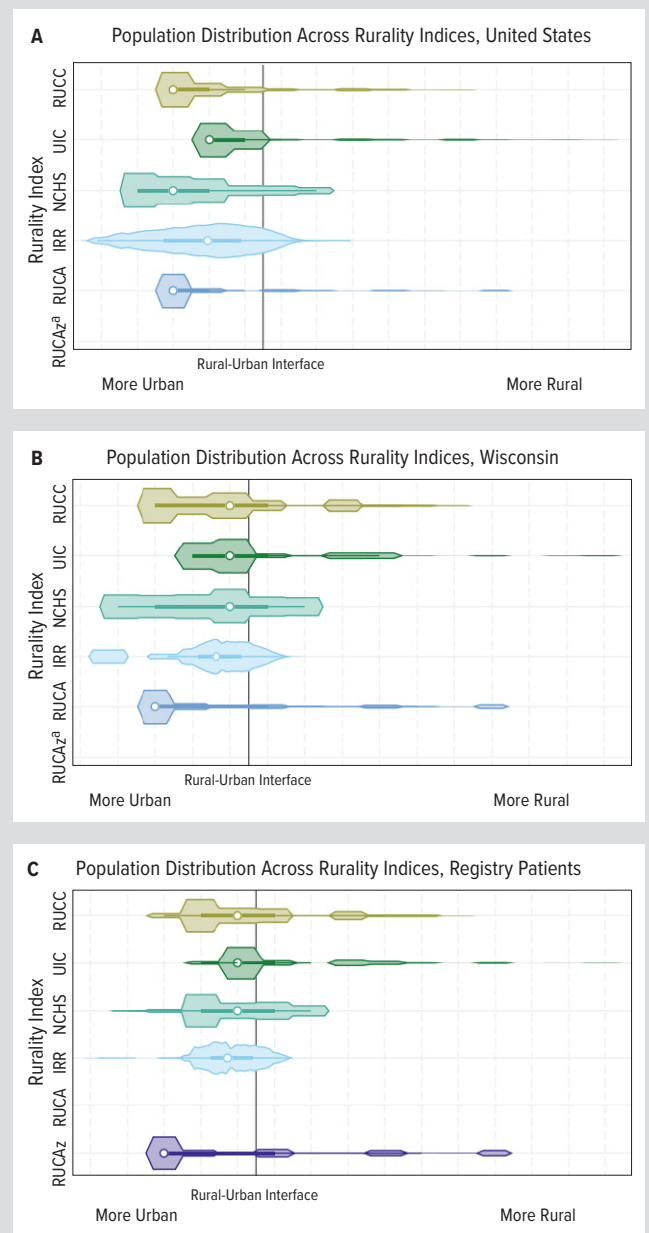 A
Population Distribution Across Rurality Indices, United States
Rurality Index
RUCC
UIC
NCHS
IRR
RUCA
RUCAzª
Rural-Urban Interface
More Urban
More Rural
B
Population Distribution Across Rurality Indices, Wisconsin
Rurality Index
RUCC
UIC
NCHS
IRR
RUCA
RUCAzª
Rural-Urban Interface
More Urban
More Rural
C
Population Distribution Across Rurality Indices, Registry Patients
Rurality Index
RUCC
UIC
NCHS
IRR
RUCA
RUCAz
Rural-Urban Interface
More Urban
More Rural